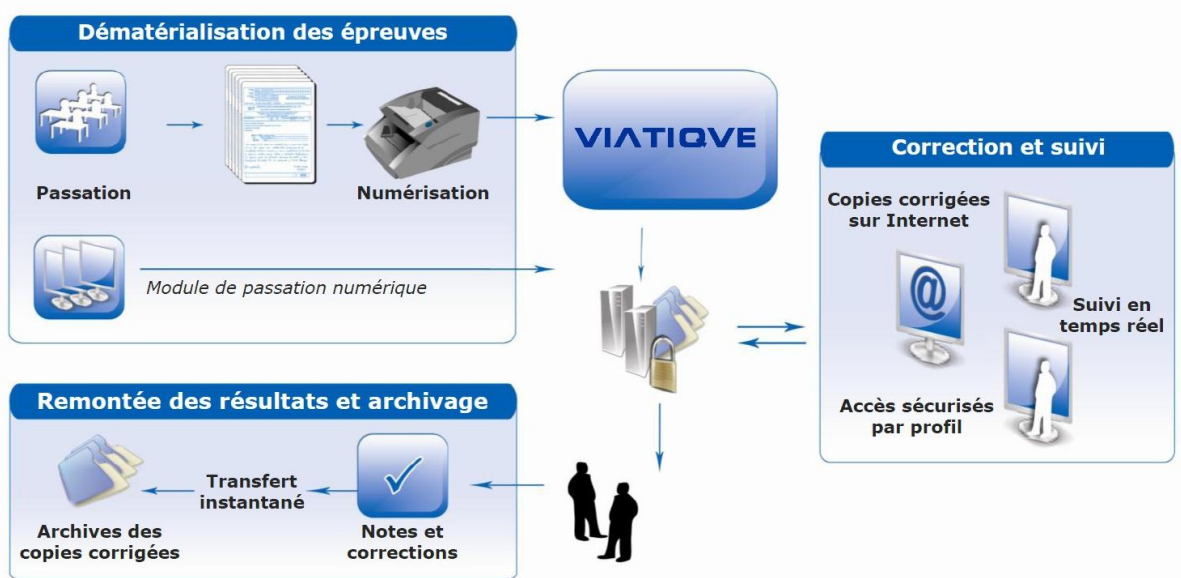 Dématérialisation des épreuves
Passation
Numérisation
Module de passation numérique
VIATIQVE
Correction et suivi
Copies corrigées
sur Internet
@
Suivi en
temps réel
Accès sécurisés
par profil
Remontée des résultats et archivage
Transfert
instantané
Archives des
copies corrigées
Notes et
corrections